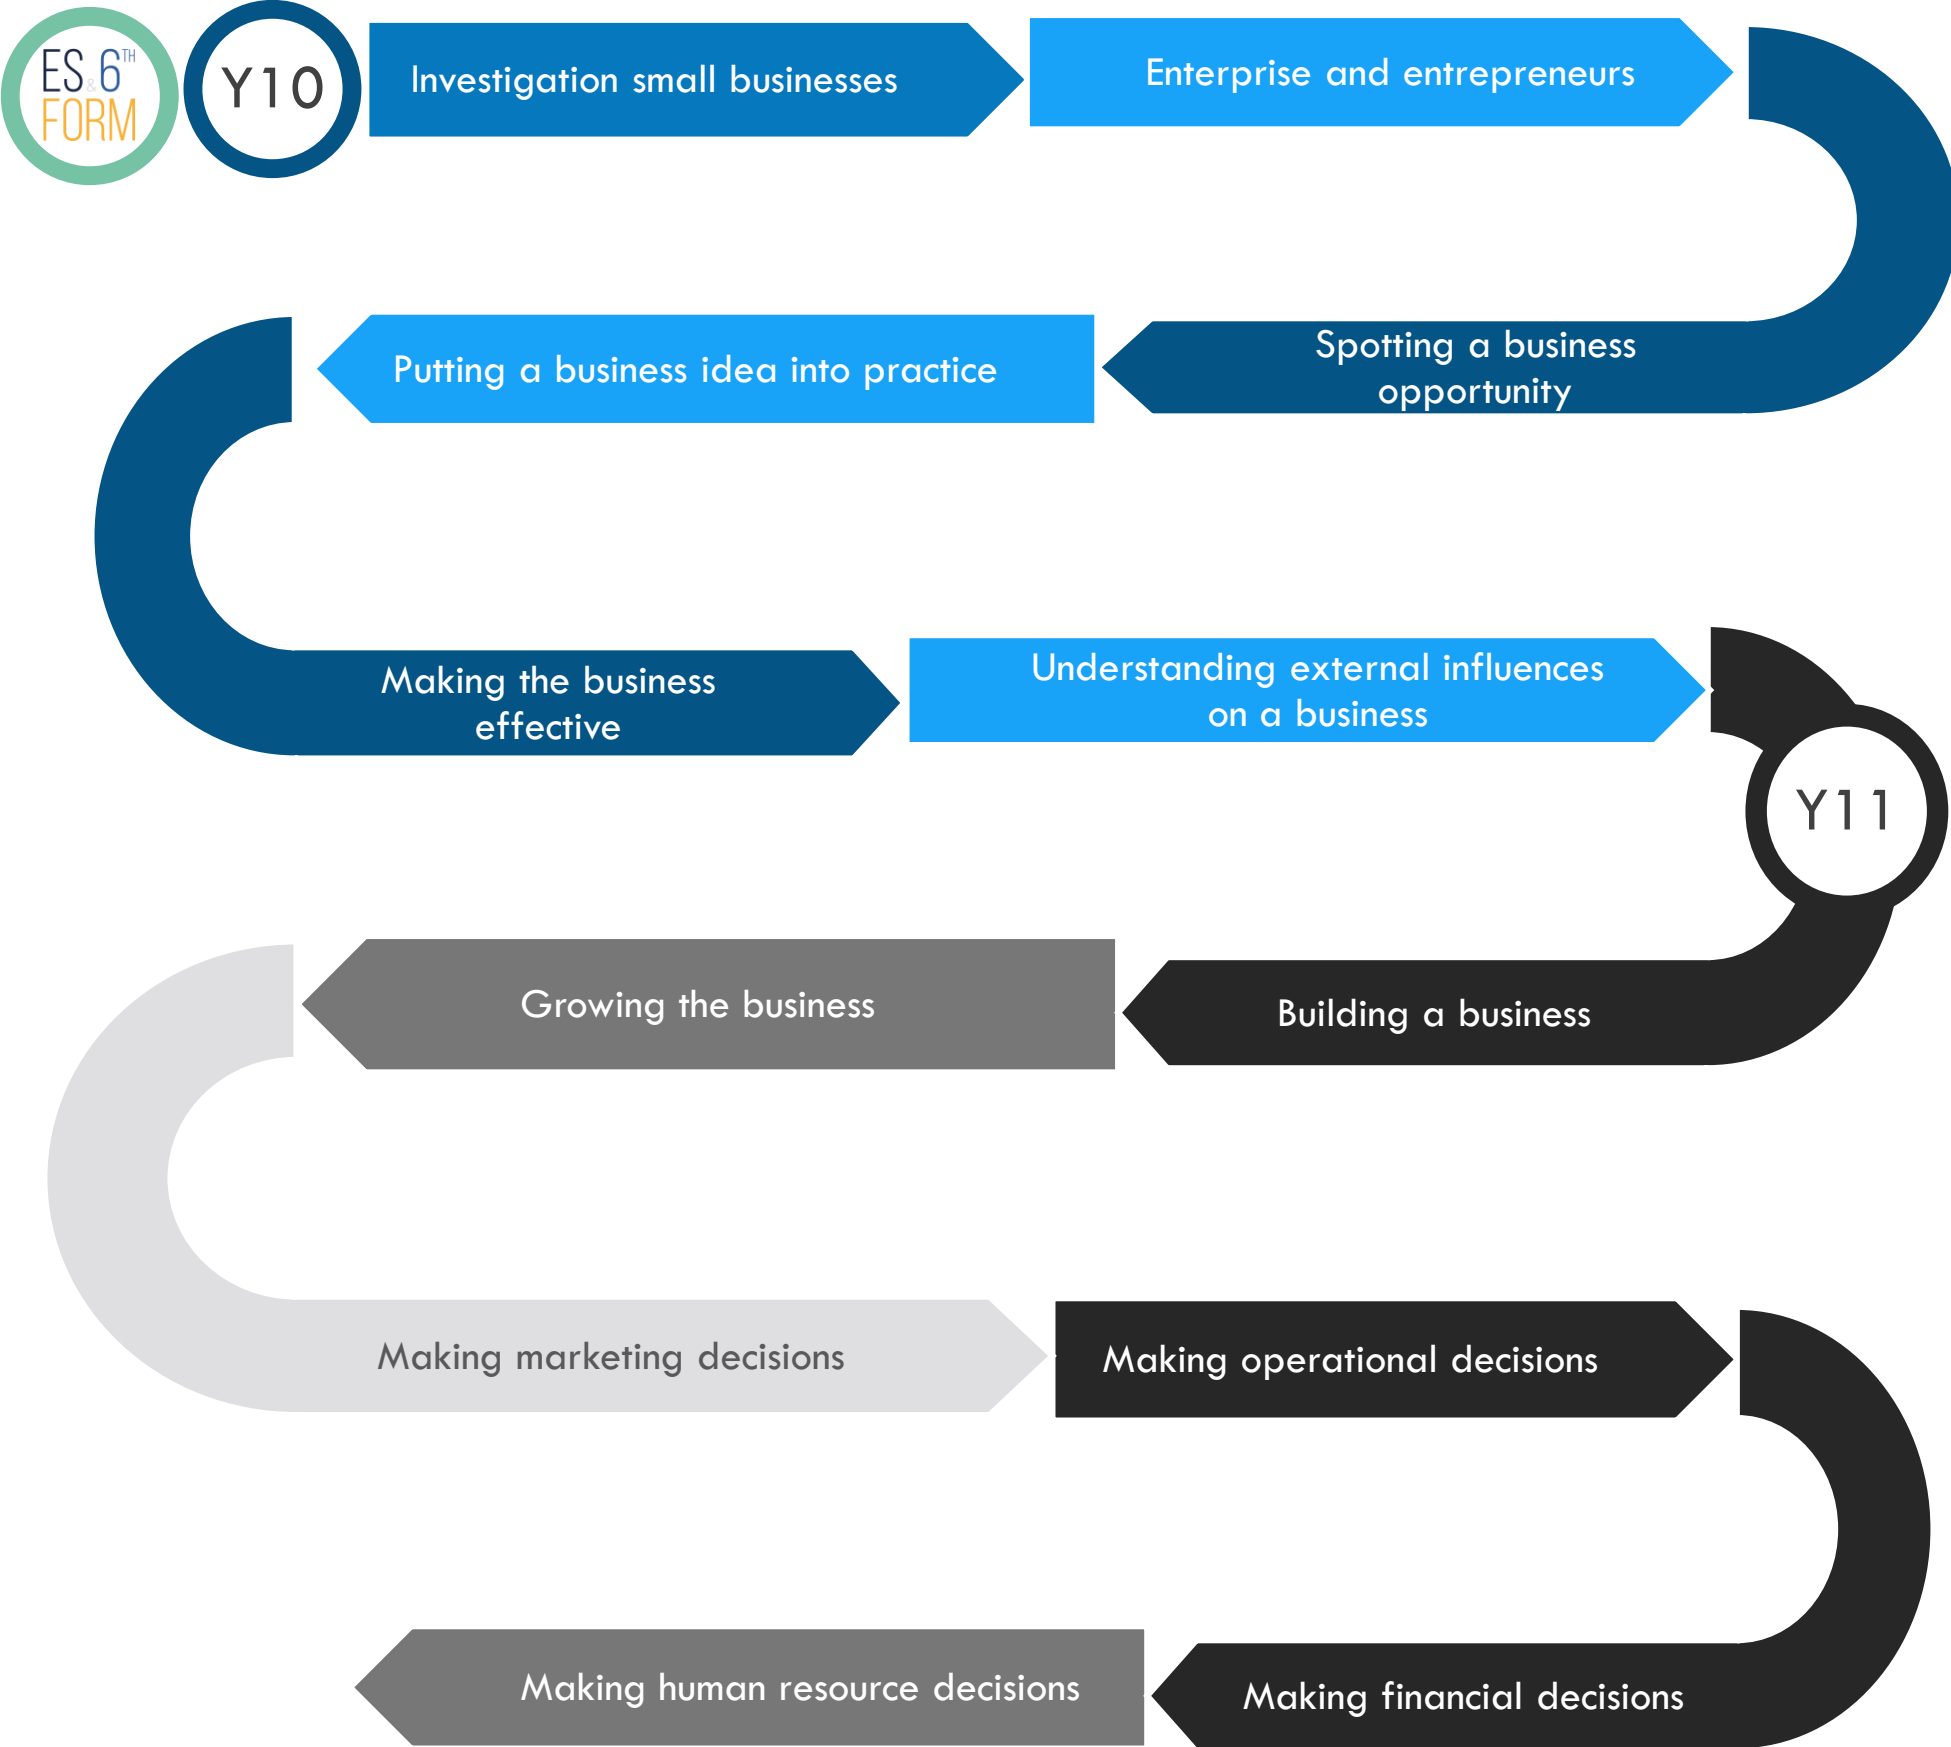 ES & 6TH
FORM
Y10
Investigation small businesses
Enterprise and entrepreneurs
Spotting a business
opportunity
Putting a business idea into practice
Making the business
effective
Understanding external influences
on a business
Y11
Building a business
Growing the business
Making marketing decisions
Making operational decisions
Making financial decisions
Making human resource decisions